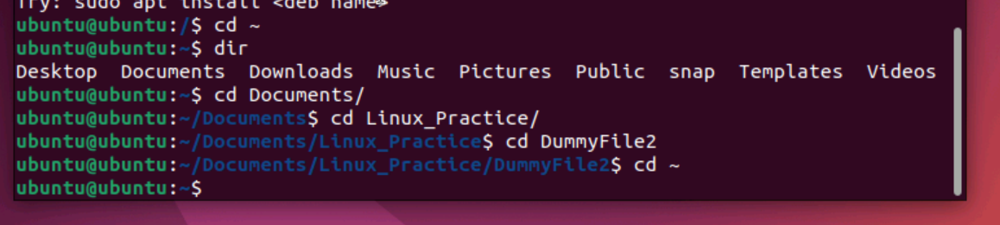 Try: sudo apt install <deb name>
ubuntu@ubuntu:/$ cd ~
ubuntu@ubuntu:~$ dir
Desktop  Documents  Downloads  Music  Pictures  Public  snap  Templates  Videos
ubuntu@ubuntu:~$ cd Documents/
ubuntu@ubuntu:~/Documents$ cd Linux_Practice/
ubuntu@ubuntu:~/Documents/Linux_Practice$ cd DummyFile2
ubuntu@ubuntu:~/Documents/Linux_Practice/DummyFile2$ cd ~
ubuntu@ubuntu:~$